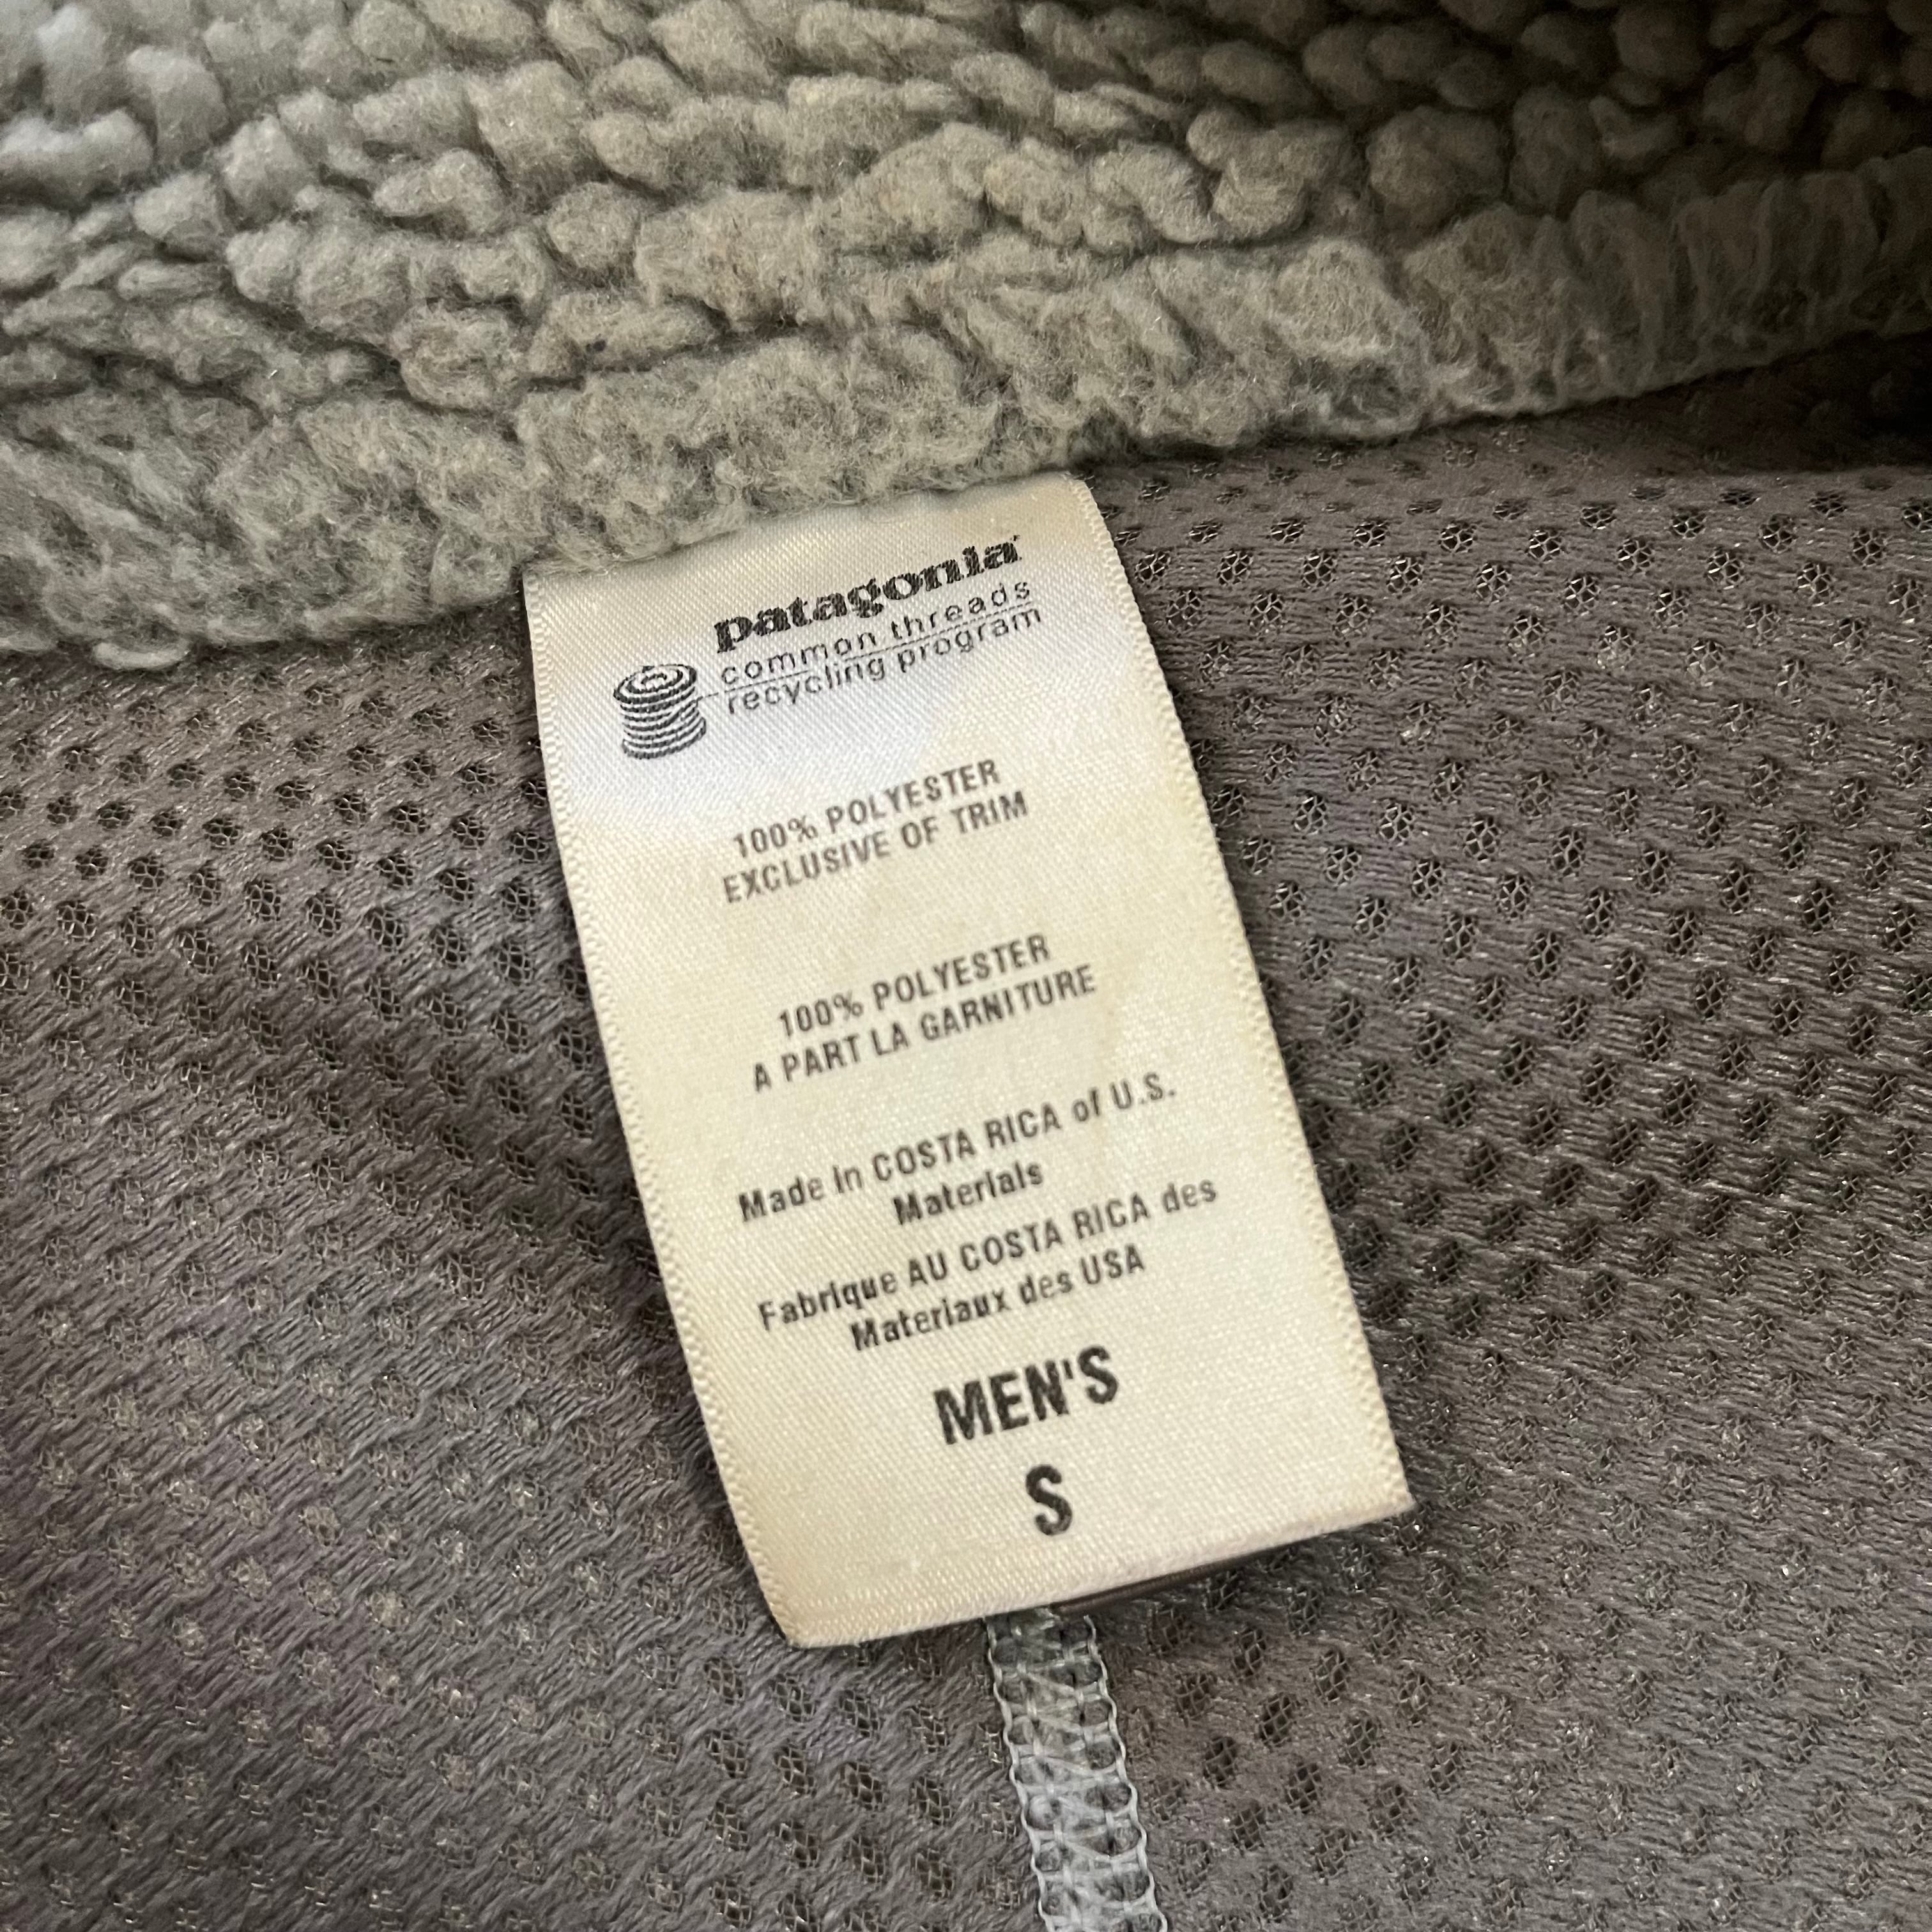 patagonia
common threads
recycling program
100% POLYESTER
EXCLUSIVE OF TRIM
100% POLYESTER
A PART LA GARNITURE
Made in COSTA RICA of U.S.
Materials
Fabrique AU COSTA RICA des
Materiaux des USA
MEN'S
S